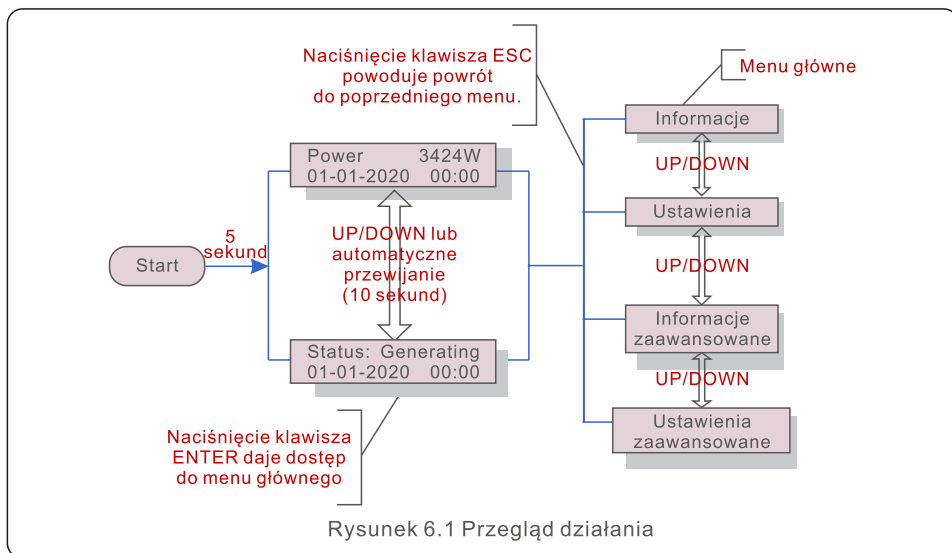 Naciśnięcie klawisza ESC
powoduje powrót
do poprzedniego menu.
Menu główne
Start
5
sekund
Power 3424W
01-01-2020 00:00
UP/DOWN lub
automatyczne
przewijanie
(10 sekund)
Status: Generating
01-01-2020 00:00
Naciśnięcie klawisza
ENTER daje dostęp
do menu głównego
Informacje
UP/DOWN
Ustawienia
UP/DOWN
Informacje
zaawansowane
UP/DOWN
Ustawienia
zaawansowane
Rysunek 6.1 Przegląd działania